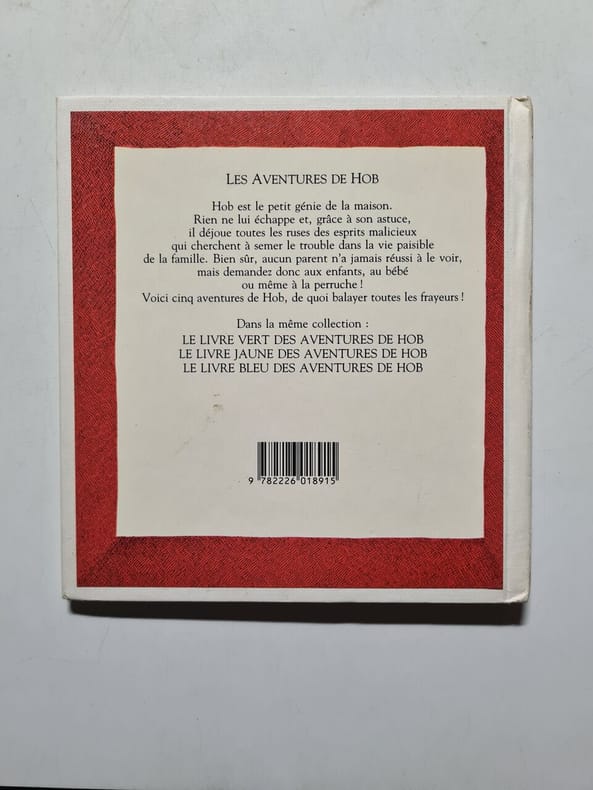 LES AVENTURES DE HOB
Hob est le petit génie de la maison.
Rien ne lui échappe et, grâce à son astuce,
il déjoue toutes les ruses des esprits malicieux
qui cherchent à semer le trouble dans la vie paisible
de la famille. Bien sûr, aucun parent n'a jamais réussi à le voir,
mais demandez donc aux enfants, au bébé
ou même à la perruche !
Voici cinq aventures de Hob, de quoi balayer toutes les frayeurs !
Dans la même collection :
LE LIVRE VERT DES AVENTURES DE HOB
LE LIVRE JAUNE DES AVENTURES DE HOB
LE LIVRE BLEU DES AVENTURES DE HOB
9 782226 018915